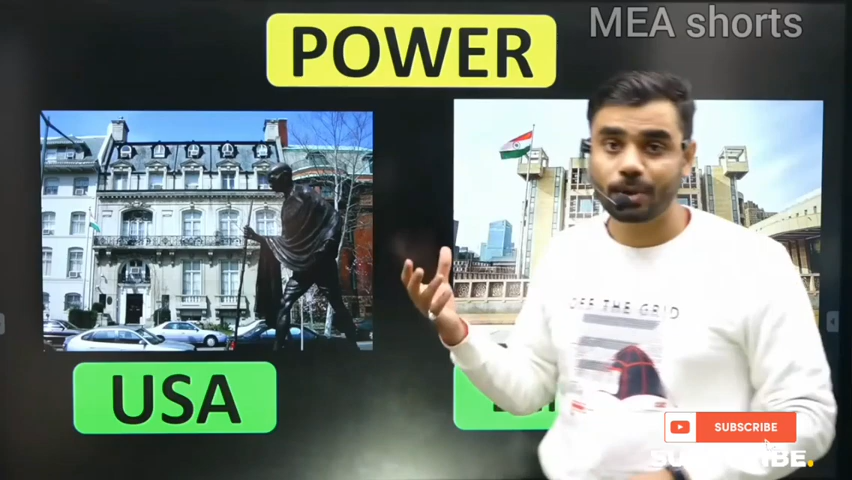 MEA shorts
POWER
USA
OFF THE GRID
SUBSCRIBE